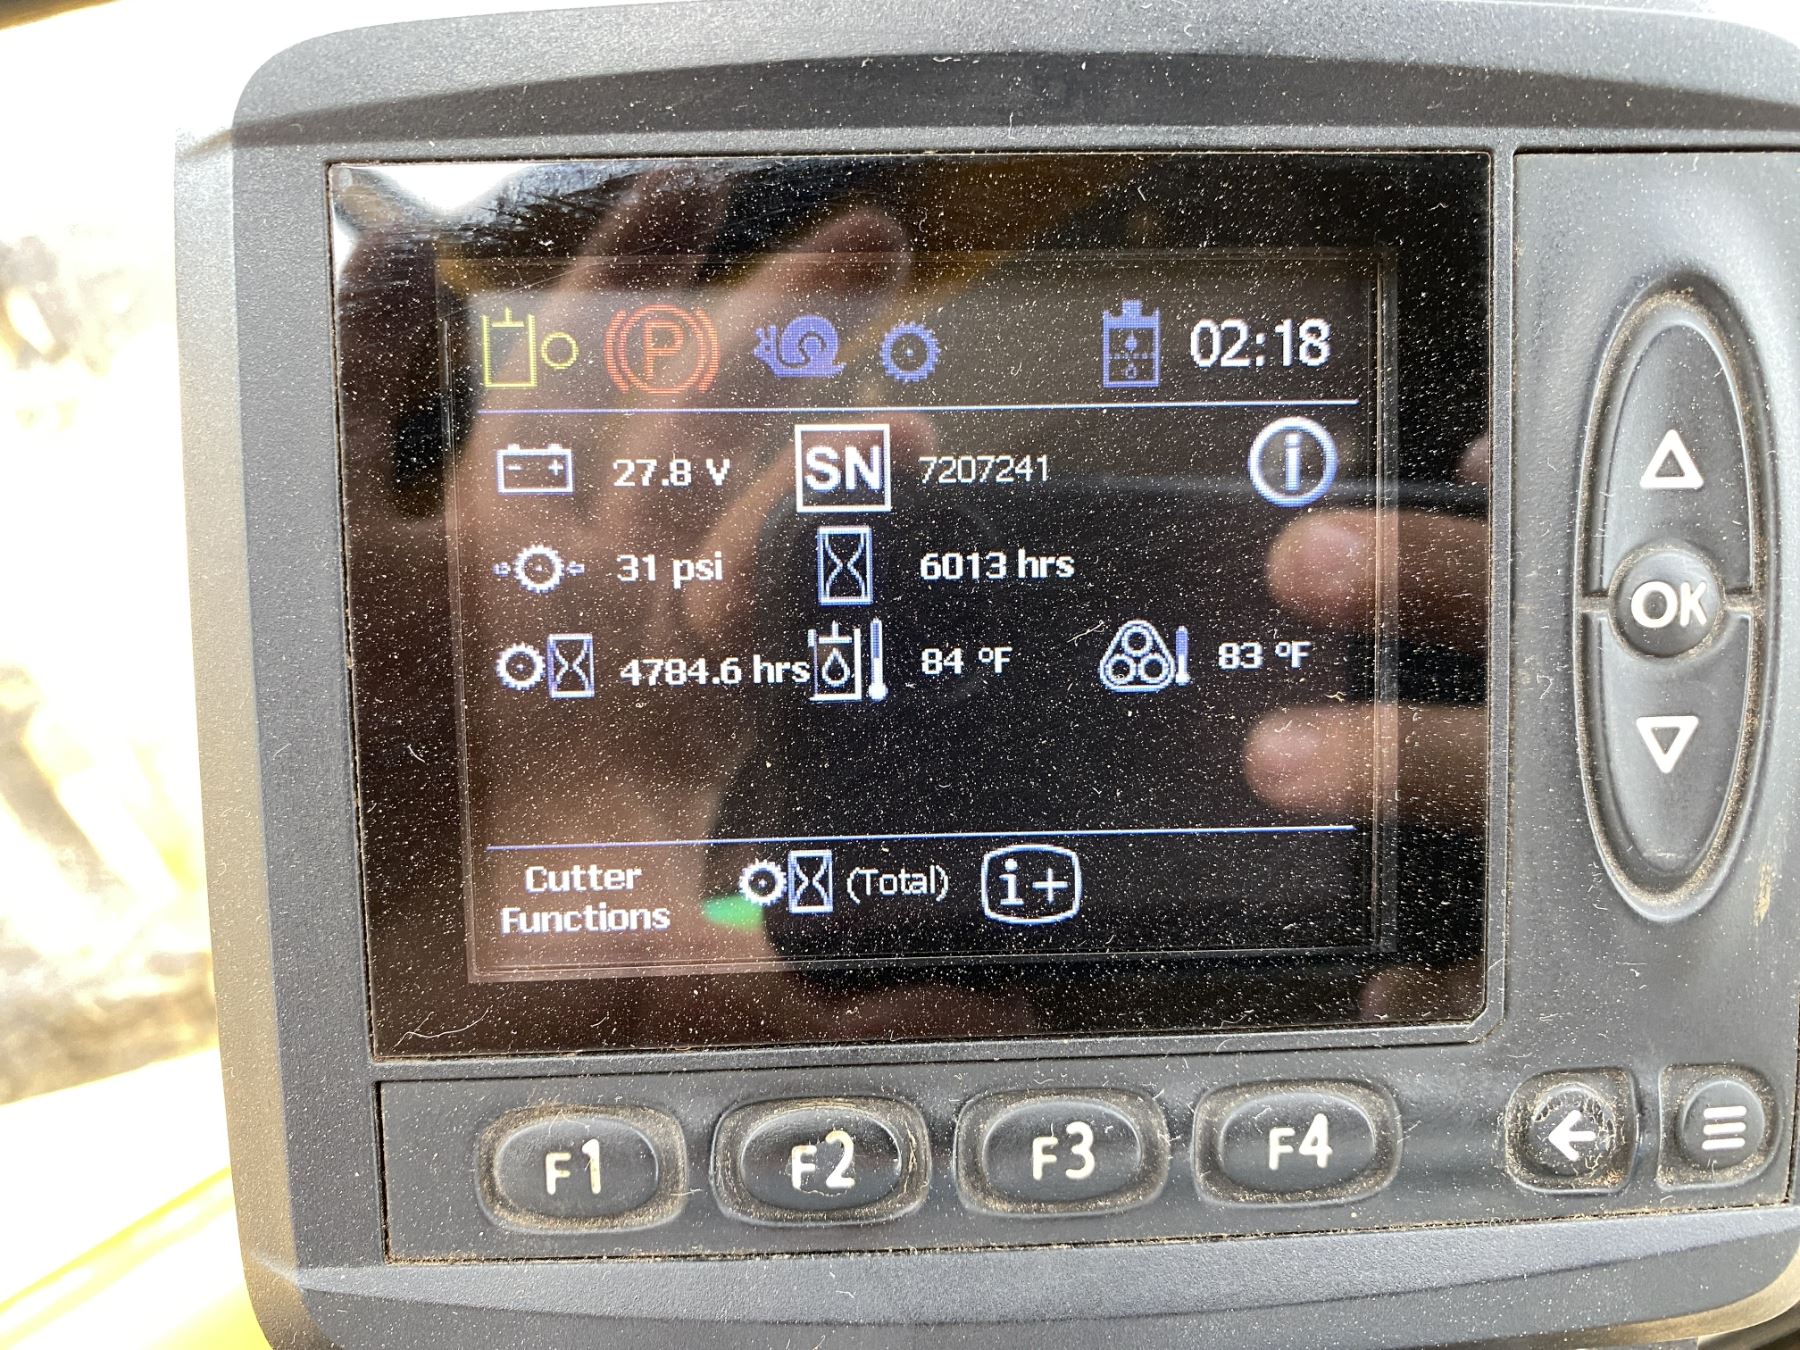 P 02:18
27.8 V SN 7207241 i
31 psi 6013 hrs
4784.6 hrs 84 °F 83 °F
Cutter (Total) i+
Functions
OK
F1 F2 F3 F4